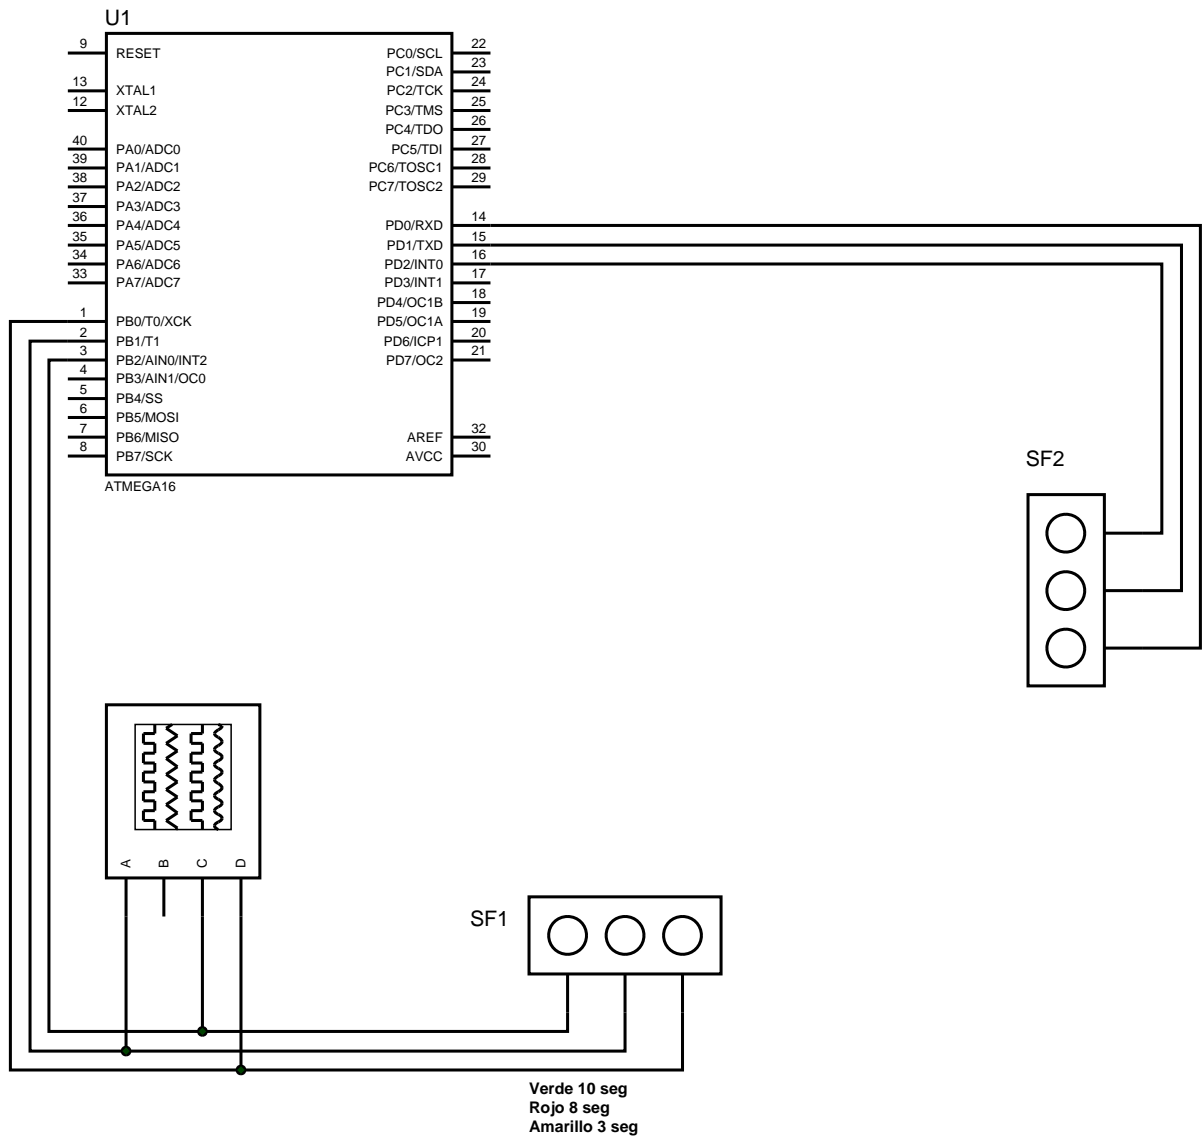 U1
9 RESET
13 XTAL1
12 XTAL2
40 PA0/ADC0
39 PA1/ADC1
38 PA2/ADC2
37 PA3/ADC3
36 PA4/ADC4
35 PA5/ADC5
34 PA6/ADC6
33 PA7/ADC7
1 PB0/T0/XCK
2 PB1/T1
3 PB2/AIN0/INT2
4 PB3/AIN1/OC0
5 PB4/SS
6 PB5/MOSI
7 PB6/MISO
8 PB7/SCK
PC0/SCL 22
PC1/SDA 23
PC2/TCK 24
PC3/TMS 25
PC4/TDO 26
PC5/TDI 27
PC6/TOSC1 28
PC7/TOSC2 29
PD0/RXD 14
PD1/TXD 15
PD2/INT0 16
PD3/INT1 17
PD4/OC1B 18
PD5/OC1A 19
PD6/ICP1 20
PD7/OC2 21
AREF 32
AVCC 30
ATMEGA16
SF2
A B C D
SF1
Verde 10 seg
Rojo 8 seg
Amarillo 3 seg